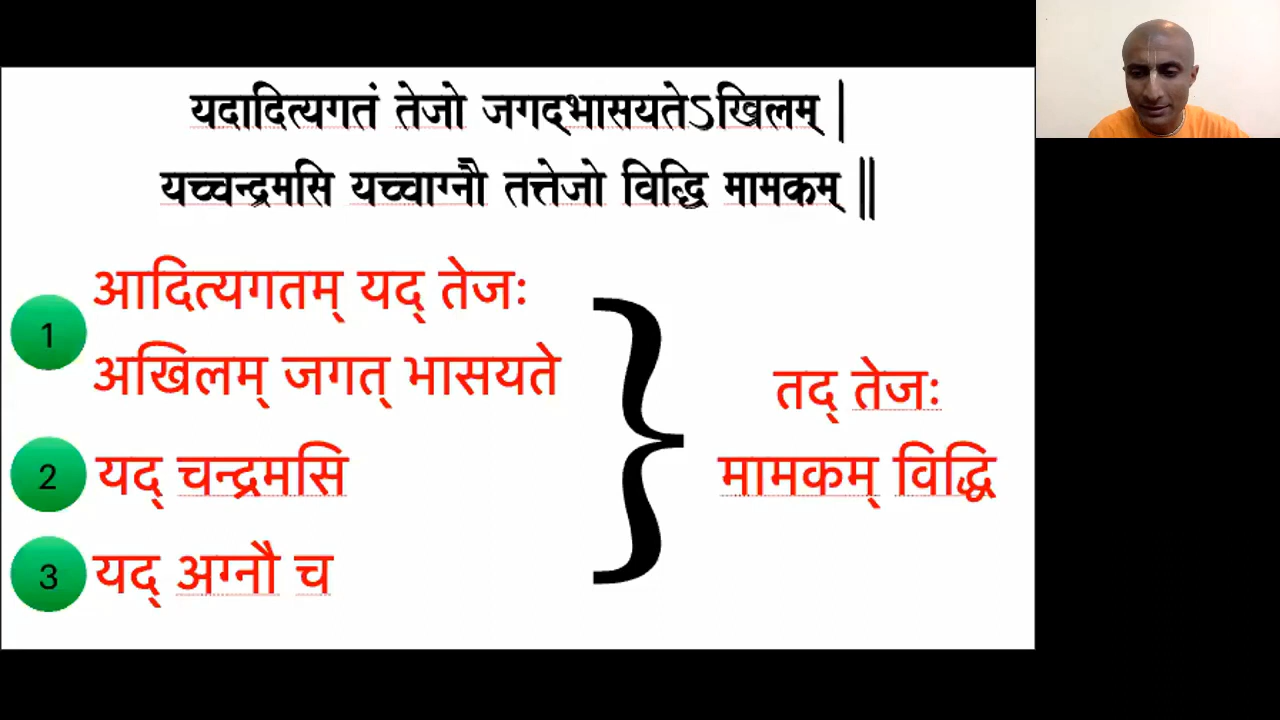 यदादित्यगतं तेजो जगद्भासयतेऽखिलम् |
यच्चन्द्रमसि यच्चाग्नौ तत्तेजो विद्धि मामकम् ||
1
आदित्यगतम् यद् तेजः
अखिलम् जगत् भासयते
2
यद् चन्द्रमसि
3
यद् अग्नौ च
}
तद् तेजः
मामकम् विद्धि